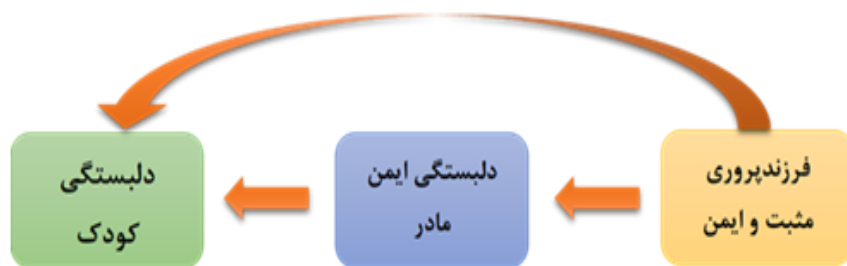 فرزندپروری
مثبت و ایمن
دلبستگی ایمن
مادر
دلبستگی
کودک